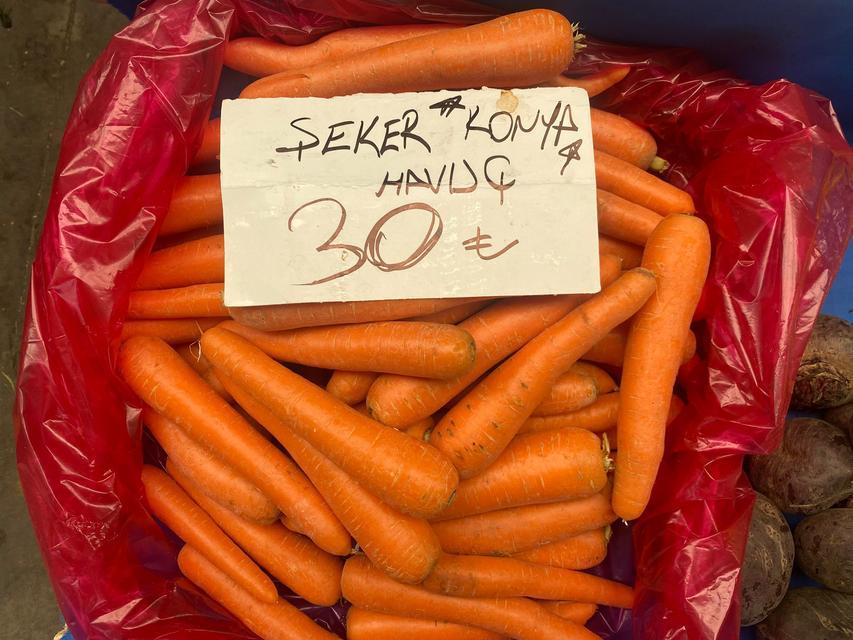 ŞEKER KONYA
HAVUÇ
30 ₺